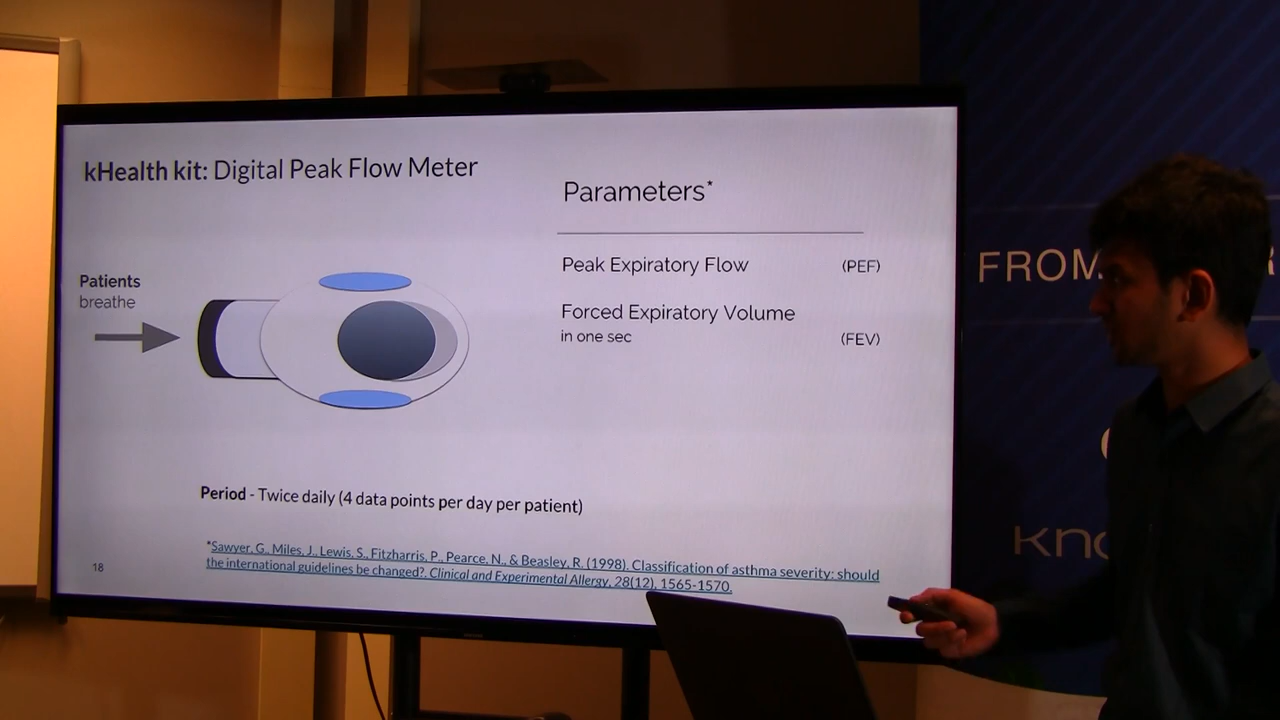 kHealth kit: Digital Peak Flow Meter
Parameters*
Patients
breathe
Peak Expiratory Flow (PEF)
Forced Expiratory Volume
in one sec (FEV)
Period - Twice daily (4 data points per day per patient)
*Sawyer, G., Miles, J., Lewis, S., Fitzharris, P., Pearce, N., & Beasley, R. (1998). Classification of asthma severity: should
the international guidelines be changed?. Clinical and Experimental Allergy, 28(12), 1565-1570.
18
FROM
kno